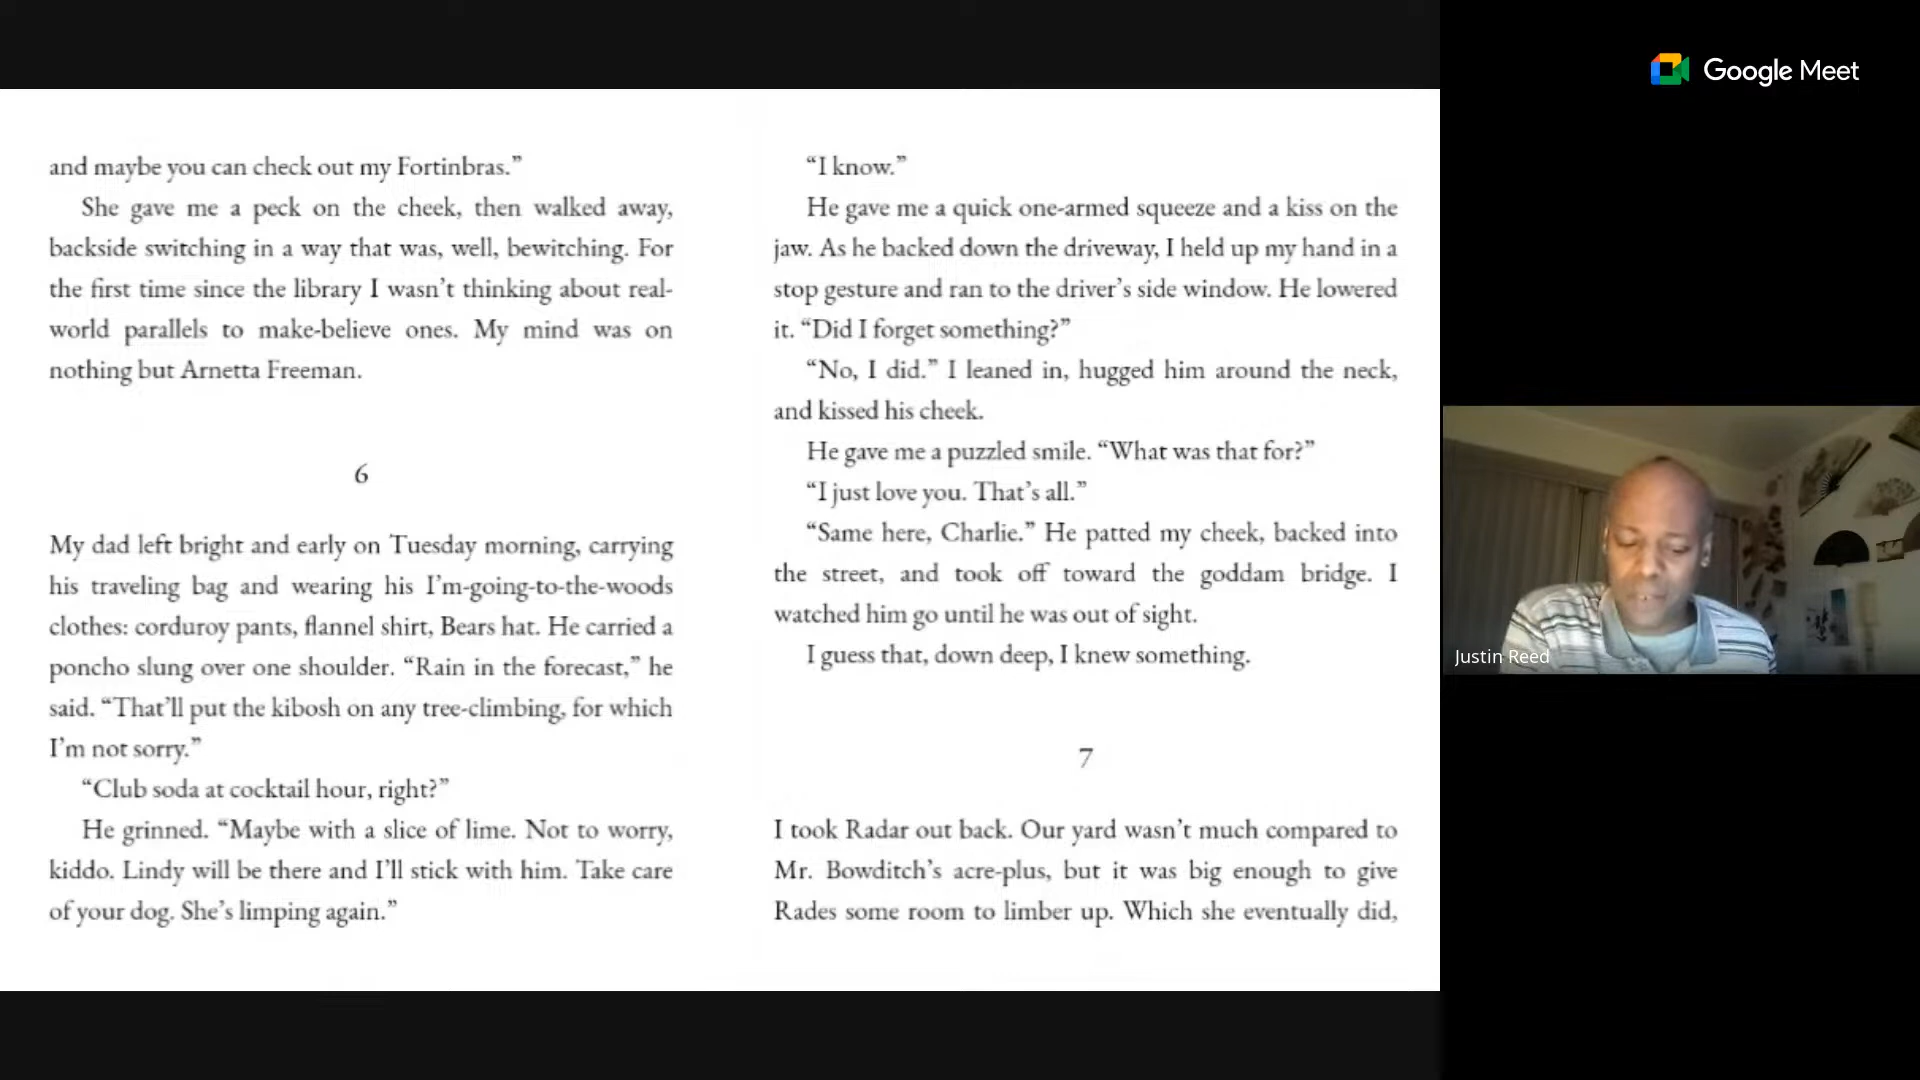 and maybe you can check out my Fortinbras.”
She gave me a peck on the cheek, then walked away,
backside switching in a way that was, well, bewitching. For
the first time since the library I wasn’t thinking about real-
world parallels to make-believe ones. My mind was on
nothing but Arnetta Freeman.
6
My dad left bright and early on Tuesday morning, carrying
his traveling bag and wearing his I’m-going-to-the-woods
clothes: corduroy pants, flannel shirt, Bears hat. He carried a
poncho slung over one shoulder. “Rain in the forecast,” he
said. “That’ll put the kibosh on any tree-climbing, for which
I’m not sorry.”
“Club soda at cocktail hour, right?”
He grinned. “Maybe with a slice of lime. Not to worry,
kiddo. Lindy will be there and I’ll stick with him. Take care
of your dog. She’s limping again.”
“I know.”
He gave me a quick one-armed squeeze and a kiss on the
jaw. As he backed down the driveway, I held up my hand in a
stop gesture and ran to the driver’s side window. He lowered
it. “Did I forget something?”
“No, I did.” I leaned in, hugged him around the neck,
and kissed his cheek.
He gave me a puzzled smile. “What was that for?”
“I just love you. That’s all.”
“Same here, Charlie.” He patted my cheek, backed into
the street, and took off toward the goddam bridge. I
watched him go until he was out of sight.
I guess that, down deep, I knew something.
7
I took Radar out back. Our yard wasn’t much compared to
Mr. Bowditch’s acre-plus, but it was big enough to give
Rades some room to limber up. Which she eventually did,
Google Meet
Justin Reed